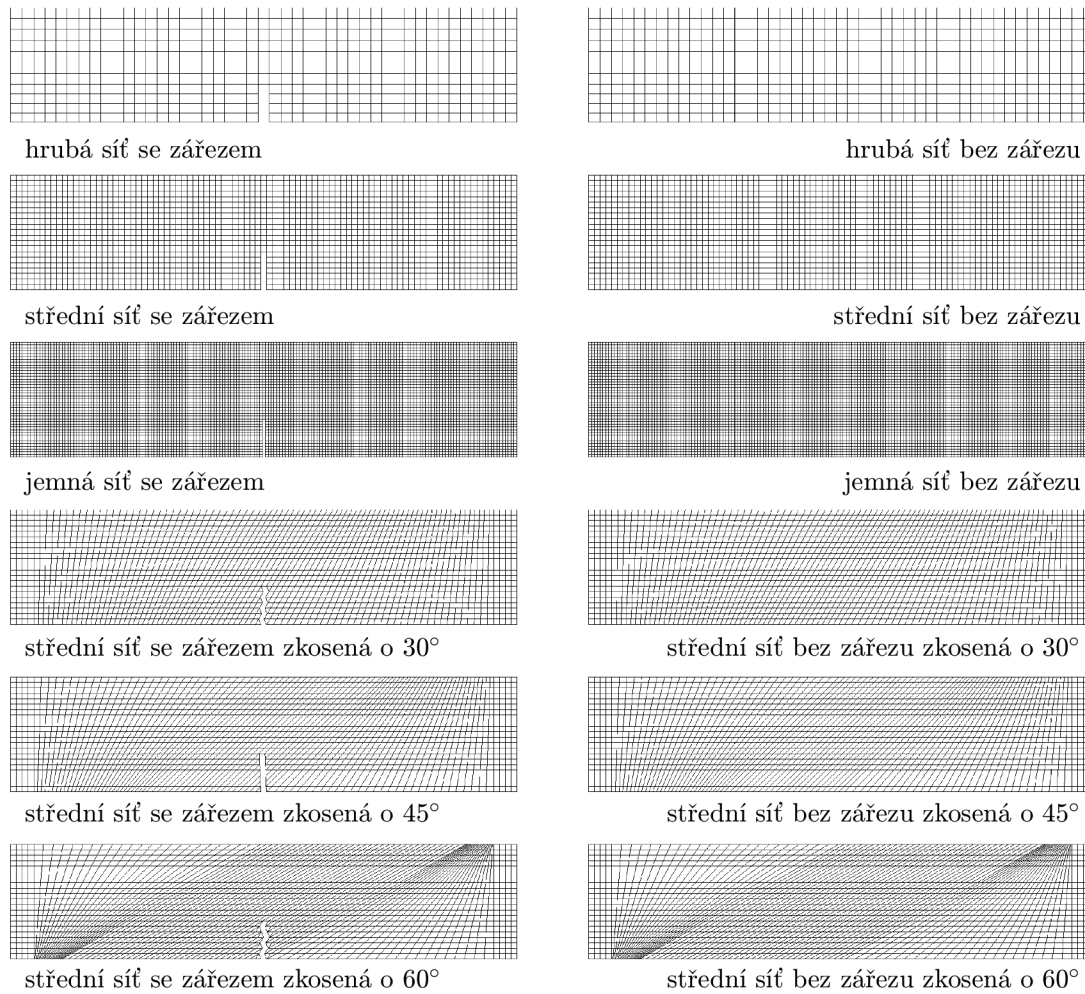 hrubá síť se zářezem
hrubá síť bez zářezu
střední síť se zářezem
střední síť bez zářezu
jemná síť se zářezem
jemná síť bez zářezu
střední síť se zářezem zkosená o 30°
střední síť bez zářezu zkosená o 30°
střední síť se zářezem zkosená o 45°
střední síť bez zářezu zkosená o 45°
střední síť se zářezem zkosená o 60°
střední síť bez zářezu zkosená o 60°